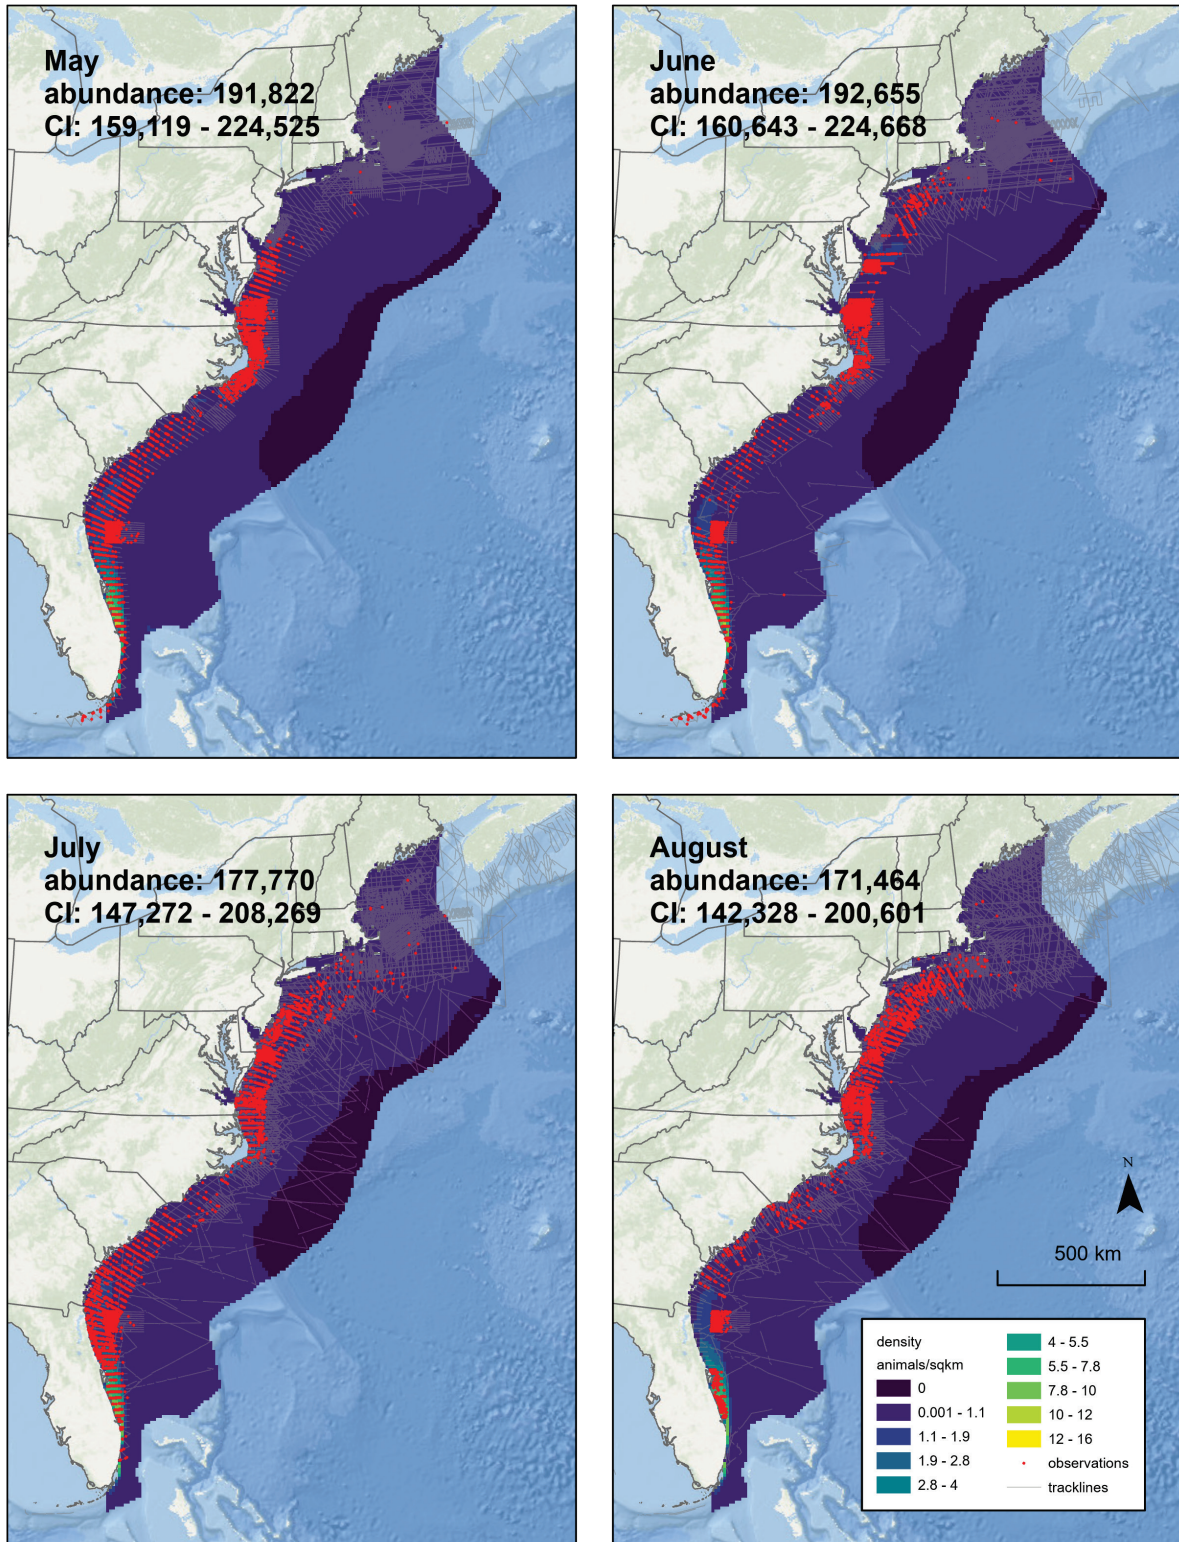 May
abundance: 191,822
CI: 159,119 - 224,525
June
abundance: 192,655
CI: 160,643 - 224,668
July
abundance: 177,770
CI: 147,272 - 208,269
August
abundance: 171,464
CI: 142,328 - 200,601
N
500 km
density
animals/sqkm
0
0.001 - 1.1
1.1 - 1.9
1.9 - 2.8
2.8 - 4
4 - 5.5
5.5 - 7.8
7.8 - 10
10 - 12
12 - 16
observations
tracklines